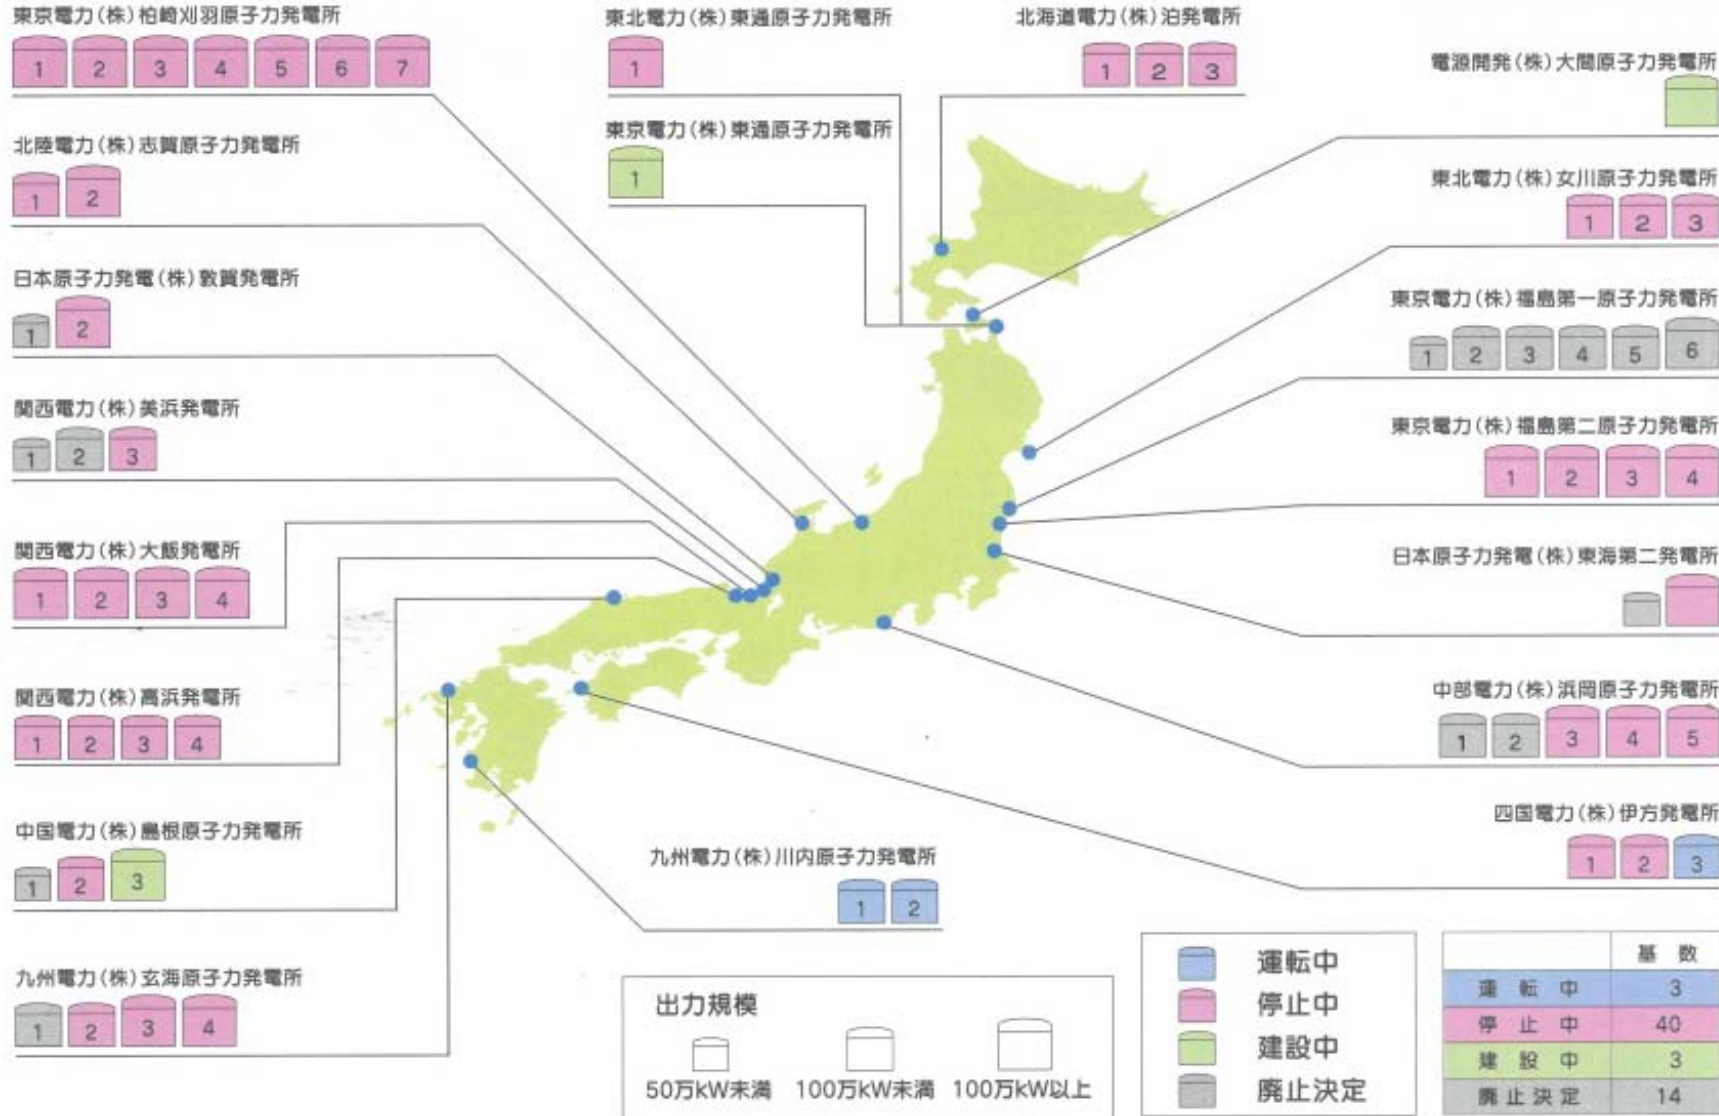 東京電力(株)柏崎刈羽原子力発電所
1 2 3 4 5 6 7
東北電力(株)東通原子力発電所
1
北海道電力(株)泊発電所
1 2 3
電源開発(株)大間原子力発電所
北陸電力(株)志賀原子力発電所
1 2
東京電力(株)東通原子力発電所
1
東北電力(株)女川原子力発電所
1 2 3
日本原子力発電(株)敦賀発電所
1 2
東京電力(株)福島第一原子力発電所
1 2 3 4 5 6
関西電力(株)美浜発電所
1 2 3
東京電力(株)福島第二原子力発電所
1 2 3 4
関西電力(株)大飯発電所
1 2 3 4
日本原子力発電(株)東海第二発電所
関西電力(株)高浜発電所
1 2 3 4
中部電力(株)浜岡原子力発電所
1 2 3 4 5
中国電力(株)島根原子力発電所
1 2 3
九州電力(株)川内原子力発電所
1 2
四国電力(株)伊方発電所
1 2 3
九州電力(株)玄海原子力発電所
1 2 3 4
出力規模
50万kW未満 100万kW未満 100万kW以上
運転中
停止中
建設中
廃止決定
基数
運転中 3
停止中 40
建設中 3
廃止決定 14